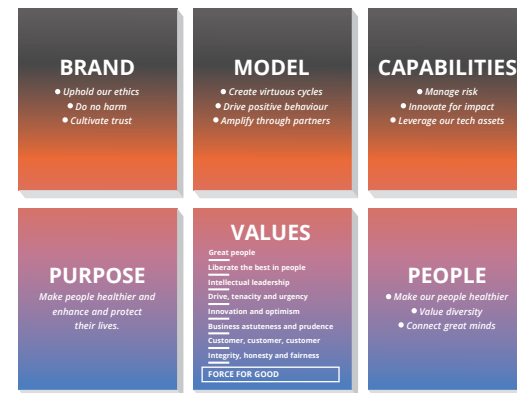 BRAND
• Uphold our ethics
• Do no harm
• Cultivate trust
MODEL
• Create virtuous cycles
• Drive positive behaviour
• Amplify through partners
CAPABILITIES
• Manage risk
• Innovate for impact
• Leverage our tech assets
PURPOSE
Make people healthier and
enhance and protect
their lives.
VALUES
Great people
Liberate the best in people
Intellectual leadership
Drive, tenacity and urgency
Innovation and optimism
Business astuteness and prudence
Customer, customer, customer
Integrity, honesty and fairness
FORCE FOR GOOD
PEOPLE
• Make our people healthier
• Value diversity
• Connect great minds